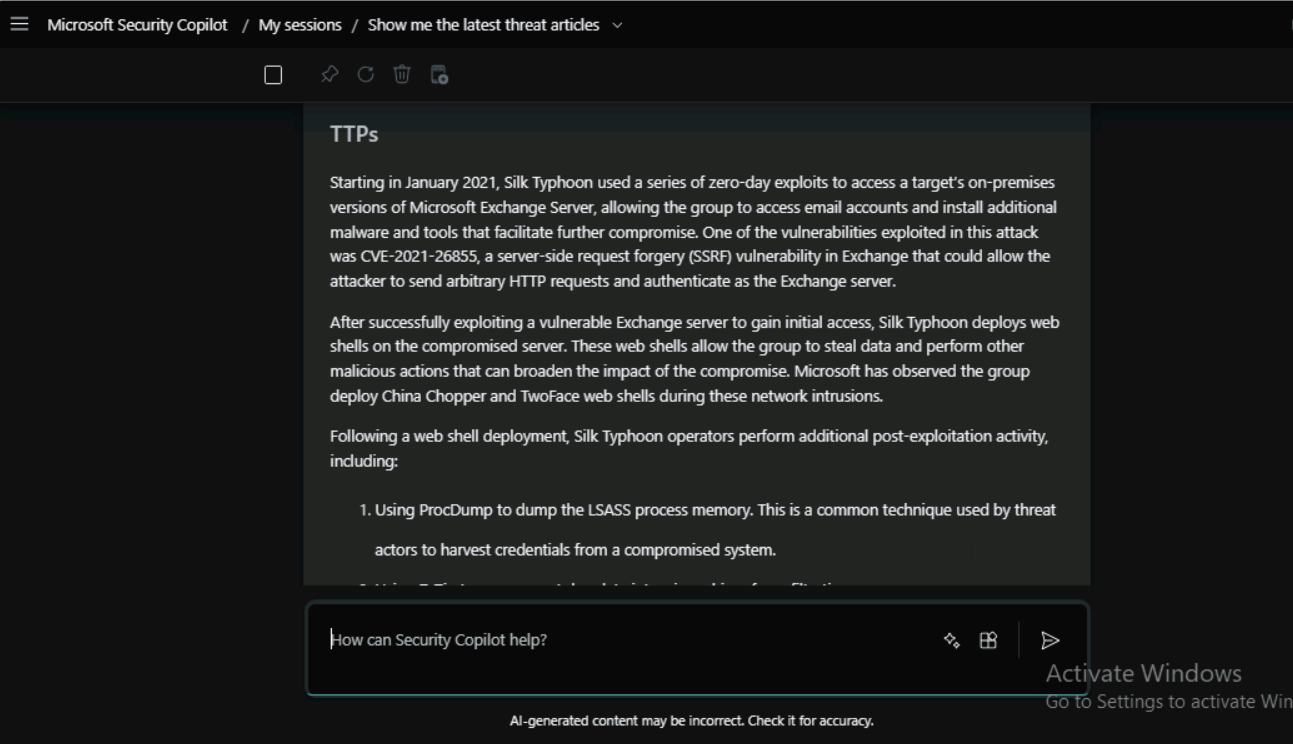 Microsoft Security Copilot / My sessions / Show me the latest threat articles
TTPs
Starting in January 2021, Silk Typhoon used a series of zero-day exploits to access a target's on-premises
versions of Microsoft Exchange Server, allowing the group to access email accounts and install additional
malware and tools that facilitate further compromise. One of the vulnerabilities exploited in this attack
was CVE-2021-26855, a server-side request forgery (SSRF) vulnerability in Exchange that could allow the
attacker to send arbitrary HTTP requests and authenticate as the Exchange server.
After successfully exploiting a vulnerable Exchange server to gain initial access, Silk Typhoon deploys web
shells on the compromised server. These web shells allow the group to steal data and perform other
malicious actions that can broaden the impact of the compromise. Microsoft has observed the group
deploy China Chopper and TwoFace web shells during these network intrusions.
Following a web shell deployment, Silk Typhoon operators perform additional post-exploitation activity,
including:
1. Using ProcDump to dump the LSASS process memory. This is a common technique used by threat
actors to harvest credentials from a compromised system.
How can Security Copilot help?
Activate Windows
Go to Settings to activate Win
AI-generated content may be incorrect. Check it for accuracy.